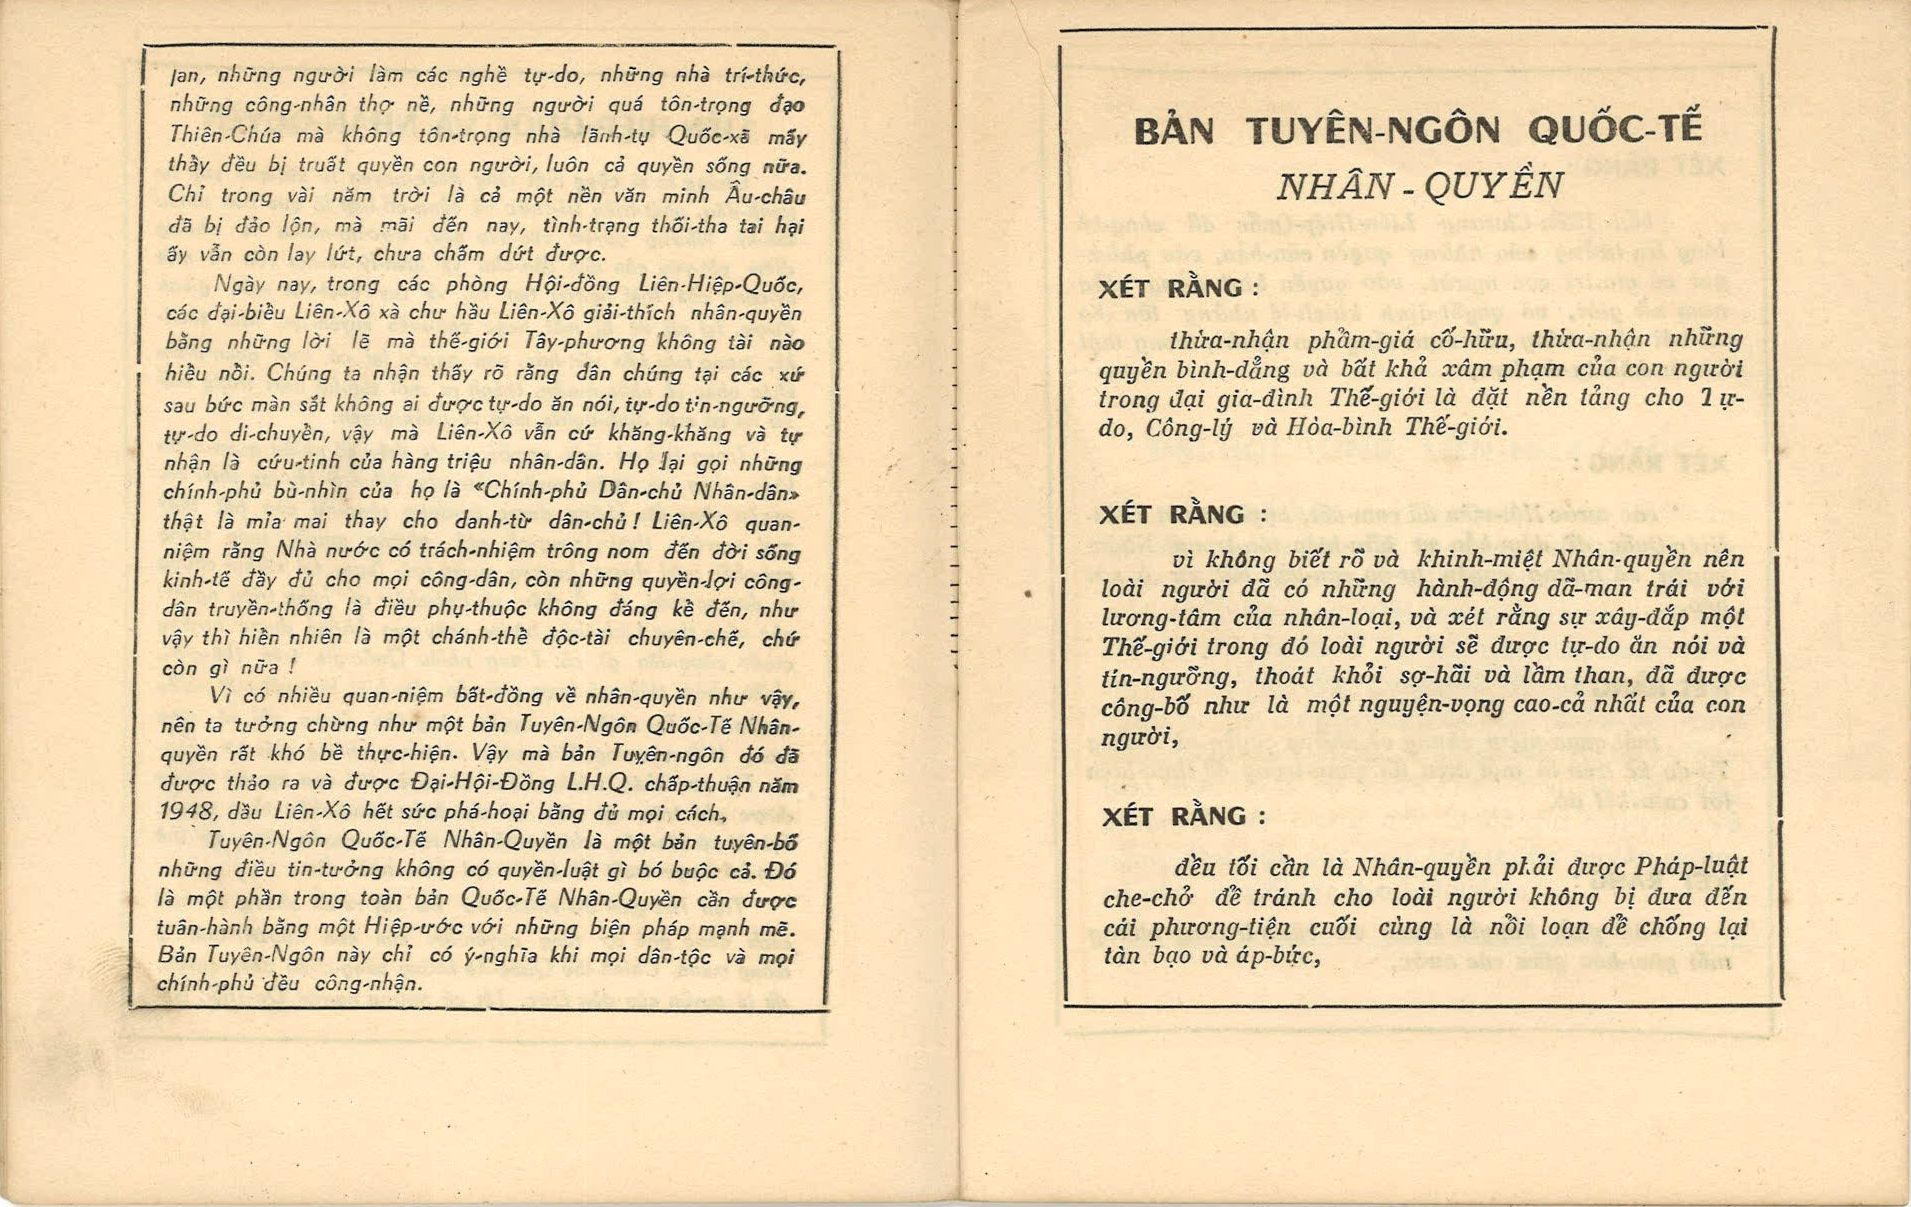 lan, những người làm các nghề tự-do, những nhà trí-thức,
những công-nhân thợ nề, những người quá tôn-trọng đạo
Thiên-Chúa mà không tôn-trọng nhà lãnh-tụ Quốc-xã mấy
thầy đều bị truất quyền con người, luôn cả quyền sống nữa.
Chỉ trong vài năm trời là cả một nền văn minh Âu-châu
đã bị đảo lộn, mà mãi đến nay, tình-trạng thối-tha tai hại
ấy vẫn còn lay lứt, chưa chấm dứt được.
Ngày nay, trong các phòng Hội-đồng Liên-Hiệp-Quốc,
các đại-biểu Liên-Xô xà chư hầu Liên-Xô giải-thích nhân-quyền
bằng những lời lẽ mà thế-giới Tây-phương không tài nào
hiểu nổi. Chúng ta nhận thấy rõ rằng dân chúng tại các xứ
sau bức màn sắt không ai được tự-do ăn nói, tự-do tín-ngưỡng,
tự-do di-chuyển, vậy mà Liên-Xô vẫn cứ khăng-khăng và tự
nhận là cứu-tinh của hàng triệu nhân-dân. Họ lại gọi những
chính-phủ bù-nhìn của họ là «Chính-phủ Dân-chủ Nhân-dân»
thật là mỉa mai thay cho danh-từ dân-chủ! Liên-Xô quan-
niệm rằng Nhà nước có trách-nhiệm trông nom đến đời sống
kinh-tế đầy đủ cho mọi công-dân, còn những quyền-lợi công-
dân truyền-thống là điều phụ-thuộc không đáng kể đến, như
vậy thì hiển nhiên là một chánh-thể độc-tài chuyên-chế, chứ
còn gì nữa !
Vì có nhiều quan-niệm bất-đồng về nhân-quyền như vậy,
nên ta tưởng chừng như một bản Tuyên-Ngôn Quốc-Tế Nhân-
quyền rất khó bề thực-hiện. Vậy mà bản Tuyên-ngôn đó đã
được thảo ra và được Đại-Hội-Đồng L.H.Q. chấp-thuận năm
1948, dầu Liên-Xô hết sức phá-hoại bằng đủ mọi cách.
Tuyên-Ngôn Quốc-Tế Nhân-Quyền là một bản tuyên-bố
những điều tin-tưởng không có quyền-luật gì bó buộc cả. Đó
là một phần trong toàn bản Quốc-Tế Nhân-Quyền cần được
tuân-hành bằng một Hiệp-ước với những biện pháp mạnh mẽ.
Bản Tuyên-Ngôn này chỉ có ý-nghĩa khi mọi dân-tộc và mọi
chính-phủ đều công-nhận.
BẢN TUYÊN-NGÔN QUỐC-TẾ
NHÂN - QUYỀN
XÉT RẰNG :
thừa-nhận phẩm-giá cố-hữu, thừa-nhận những
quyền bình-dẳng và bất khả xâm phạm của con người
trong đại gia-đình Thế-giới là đặt nền tảng cho Tự-
do, Công-lý và Hòa-bình Thế-giới.
XÉT RẰNG :
vì không biết rõ và khinh-miệt Nhân-quyền nên
loài người đã có những hành-động dã-man trái với
lương-tâm của nhân-loại, và xét rằng sự xây-đắp một
Thế-giới trong đó loài người sẽ được tự-do ăn nói và
tín-ngưỡng, thoát khỏi sợ-hãi và lầm than, đã được
công-bố như là một nguyện-vọng cao-cả nhất của con
người,
XÉT RẰNG :
đều tối cần là Nhân-quyền phải được Pháp-luật
che-chở để tránh cho loài người không bị đưa đến
cái phương-tiện cuối cùng là nổi loạn để chống lại
tàn bạo và áp-bức,